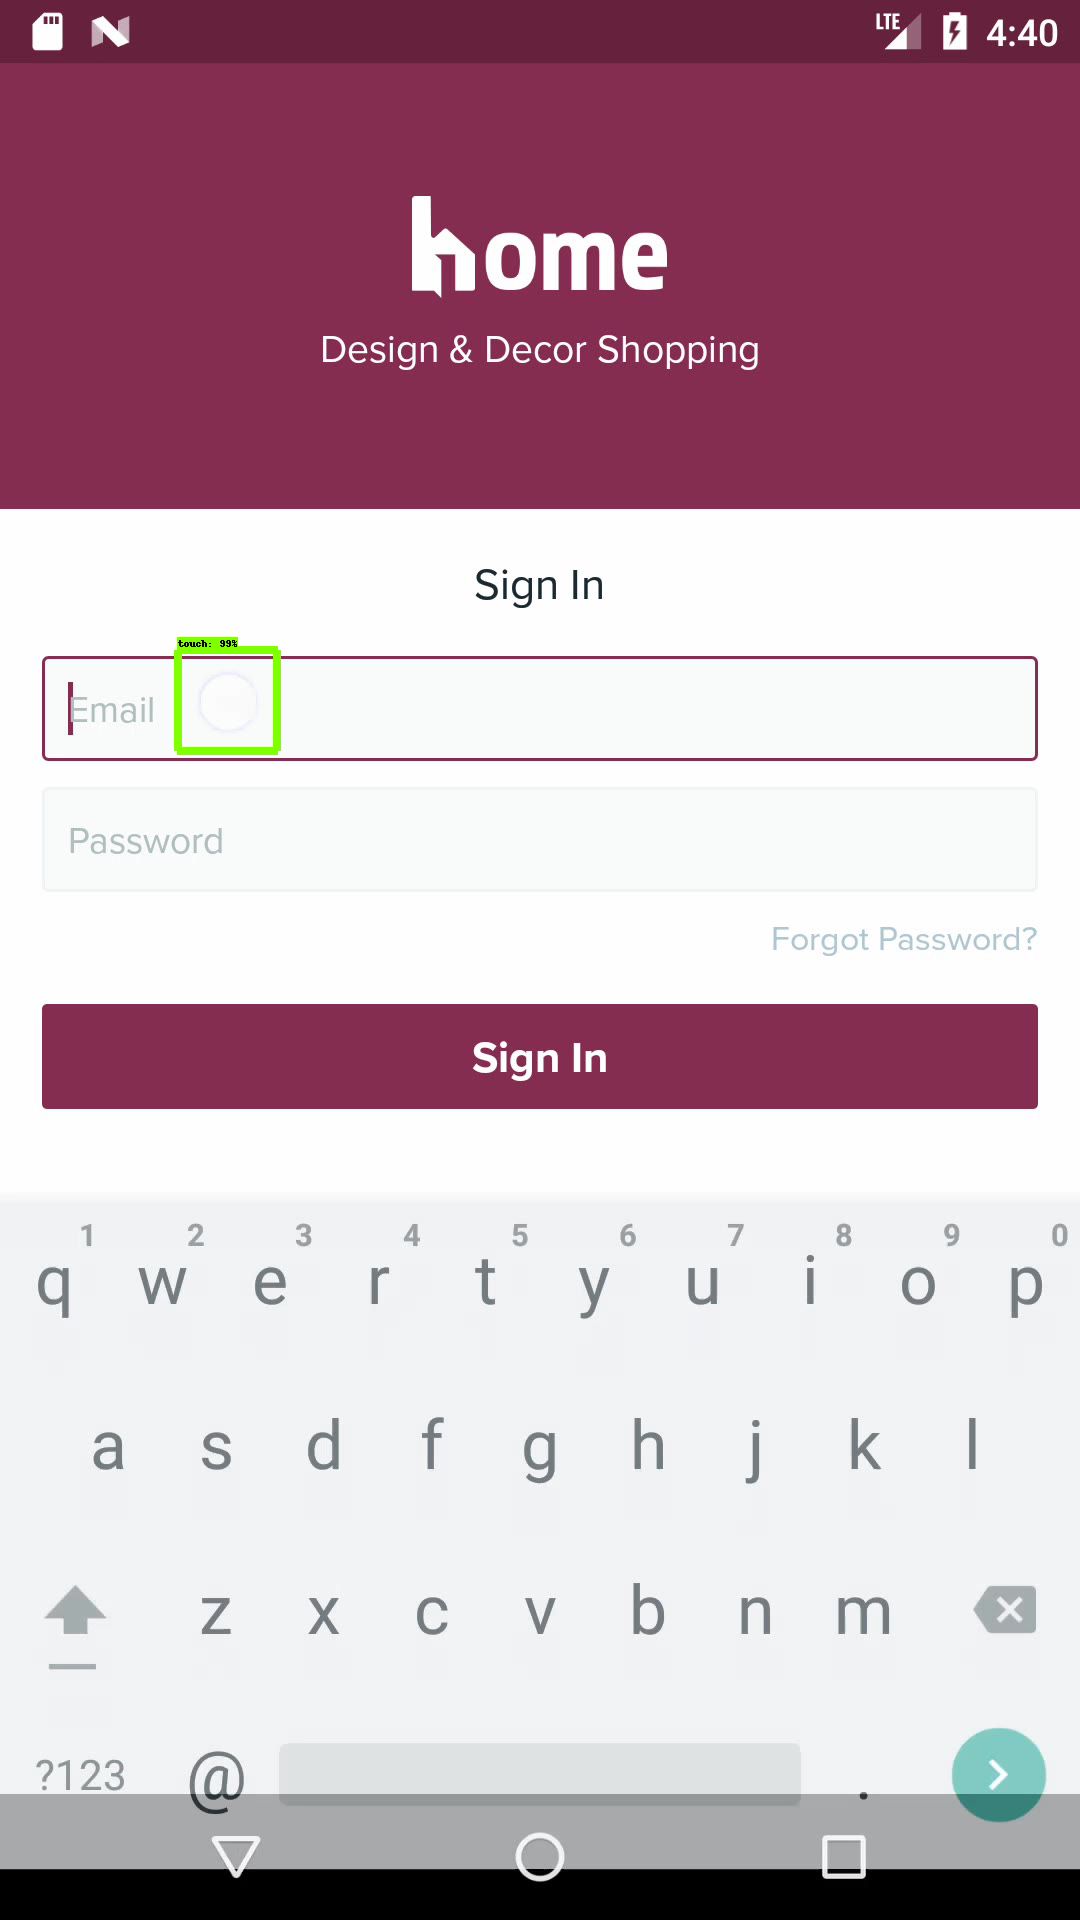 LTE 4:40
home
Design & Decor Shopping
Sign In
touch: 99%
Email
Password
Forgot Password?
Sign In
1 2 3 4 5 6 7 8 9 0
q w e r t y u i o p
a s d f g h j k l
z x c v b n m
?123 @ .